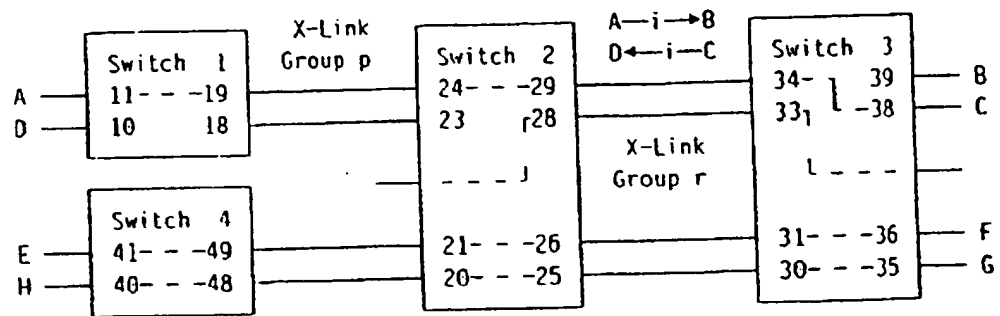 X-Link
Group p
A—i→B
D←i—C
Switch 1
A 11- - -19
D 10 18
Switch 2
24- - -29
23 28
- - - -
21- - -26
20- - -25
X-Link
Group r
Switch 3
34- 39 B
33 -38 C
- - -
31- - -36 F
30- - -35 G
Switch 4
E 41- - -49
H 40- - -48